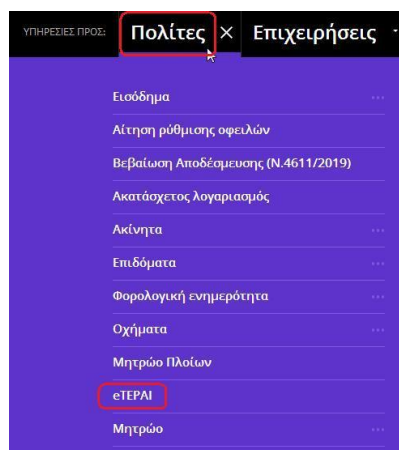 ΥΠΗΡΕΣΙΕΣ ΠΡΟΣ: Πολίτες × Επιχειρήσεις
Εισόδημα ...
Αίτηση ρύθμισης οφειλών
Βεβαίωση Αποδέσμευσης (Ν.4611/2019)
Ακατάσχετος λογαριασμός
Ακίνητα ...
Επιδόματα ...
Φορολογική ενημερότητα ...
Οχήματα ...
Μητρώο Πλοίων
eΤΕΡΑΙ
Μητρώο ...